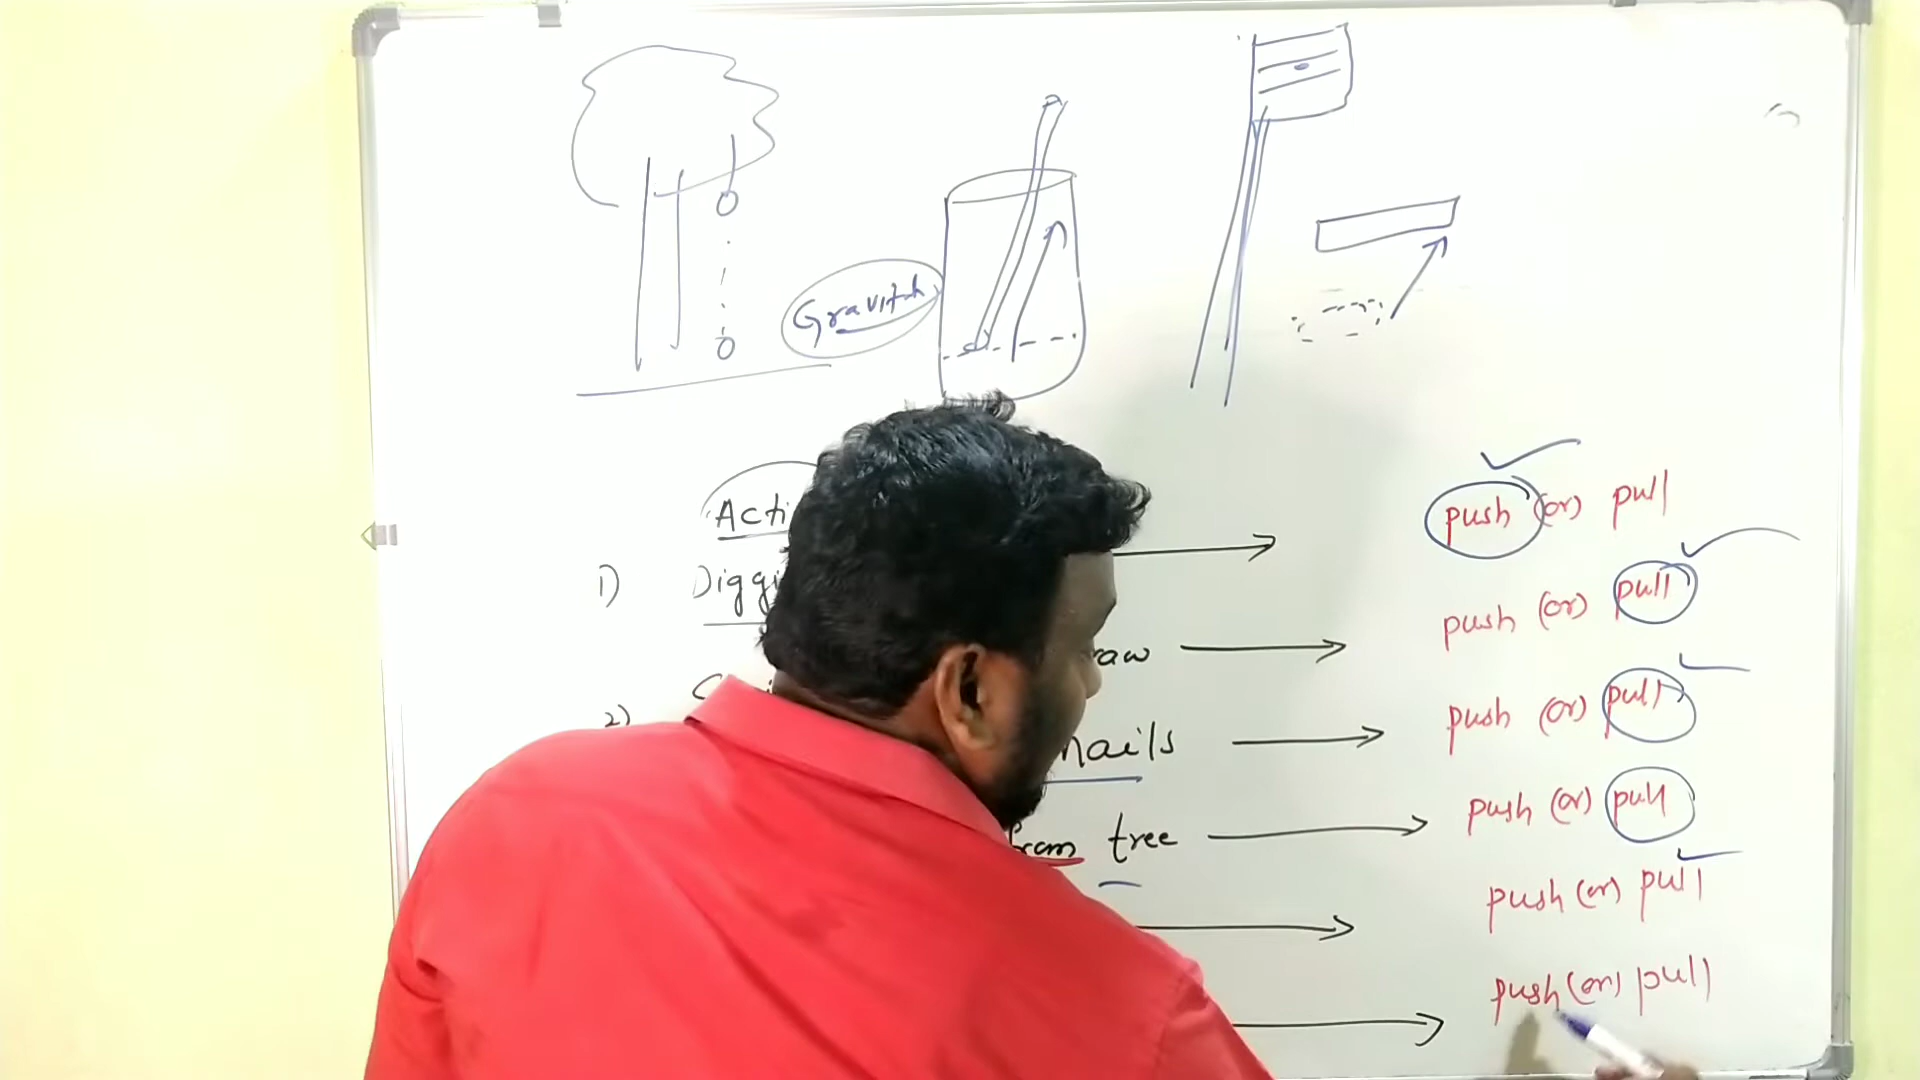 Gravitah
Acti
push (or) pull
1) Diggi
push (or) pull
2) raw
push (or) pull
nails
push (or) pull
from tree
push (or) pull
push (or) pull